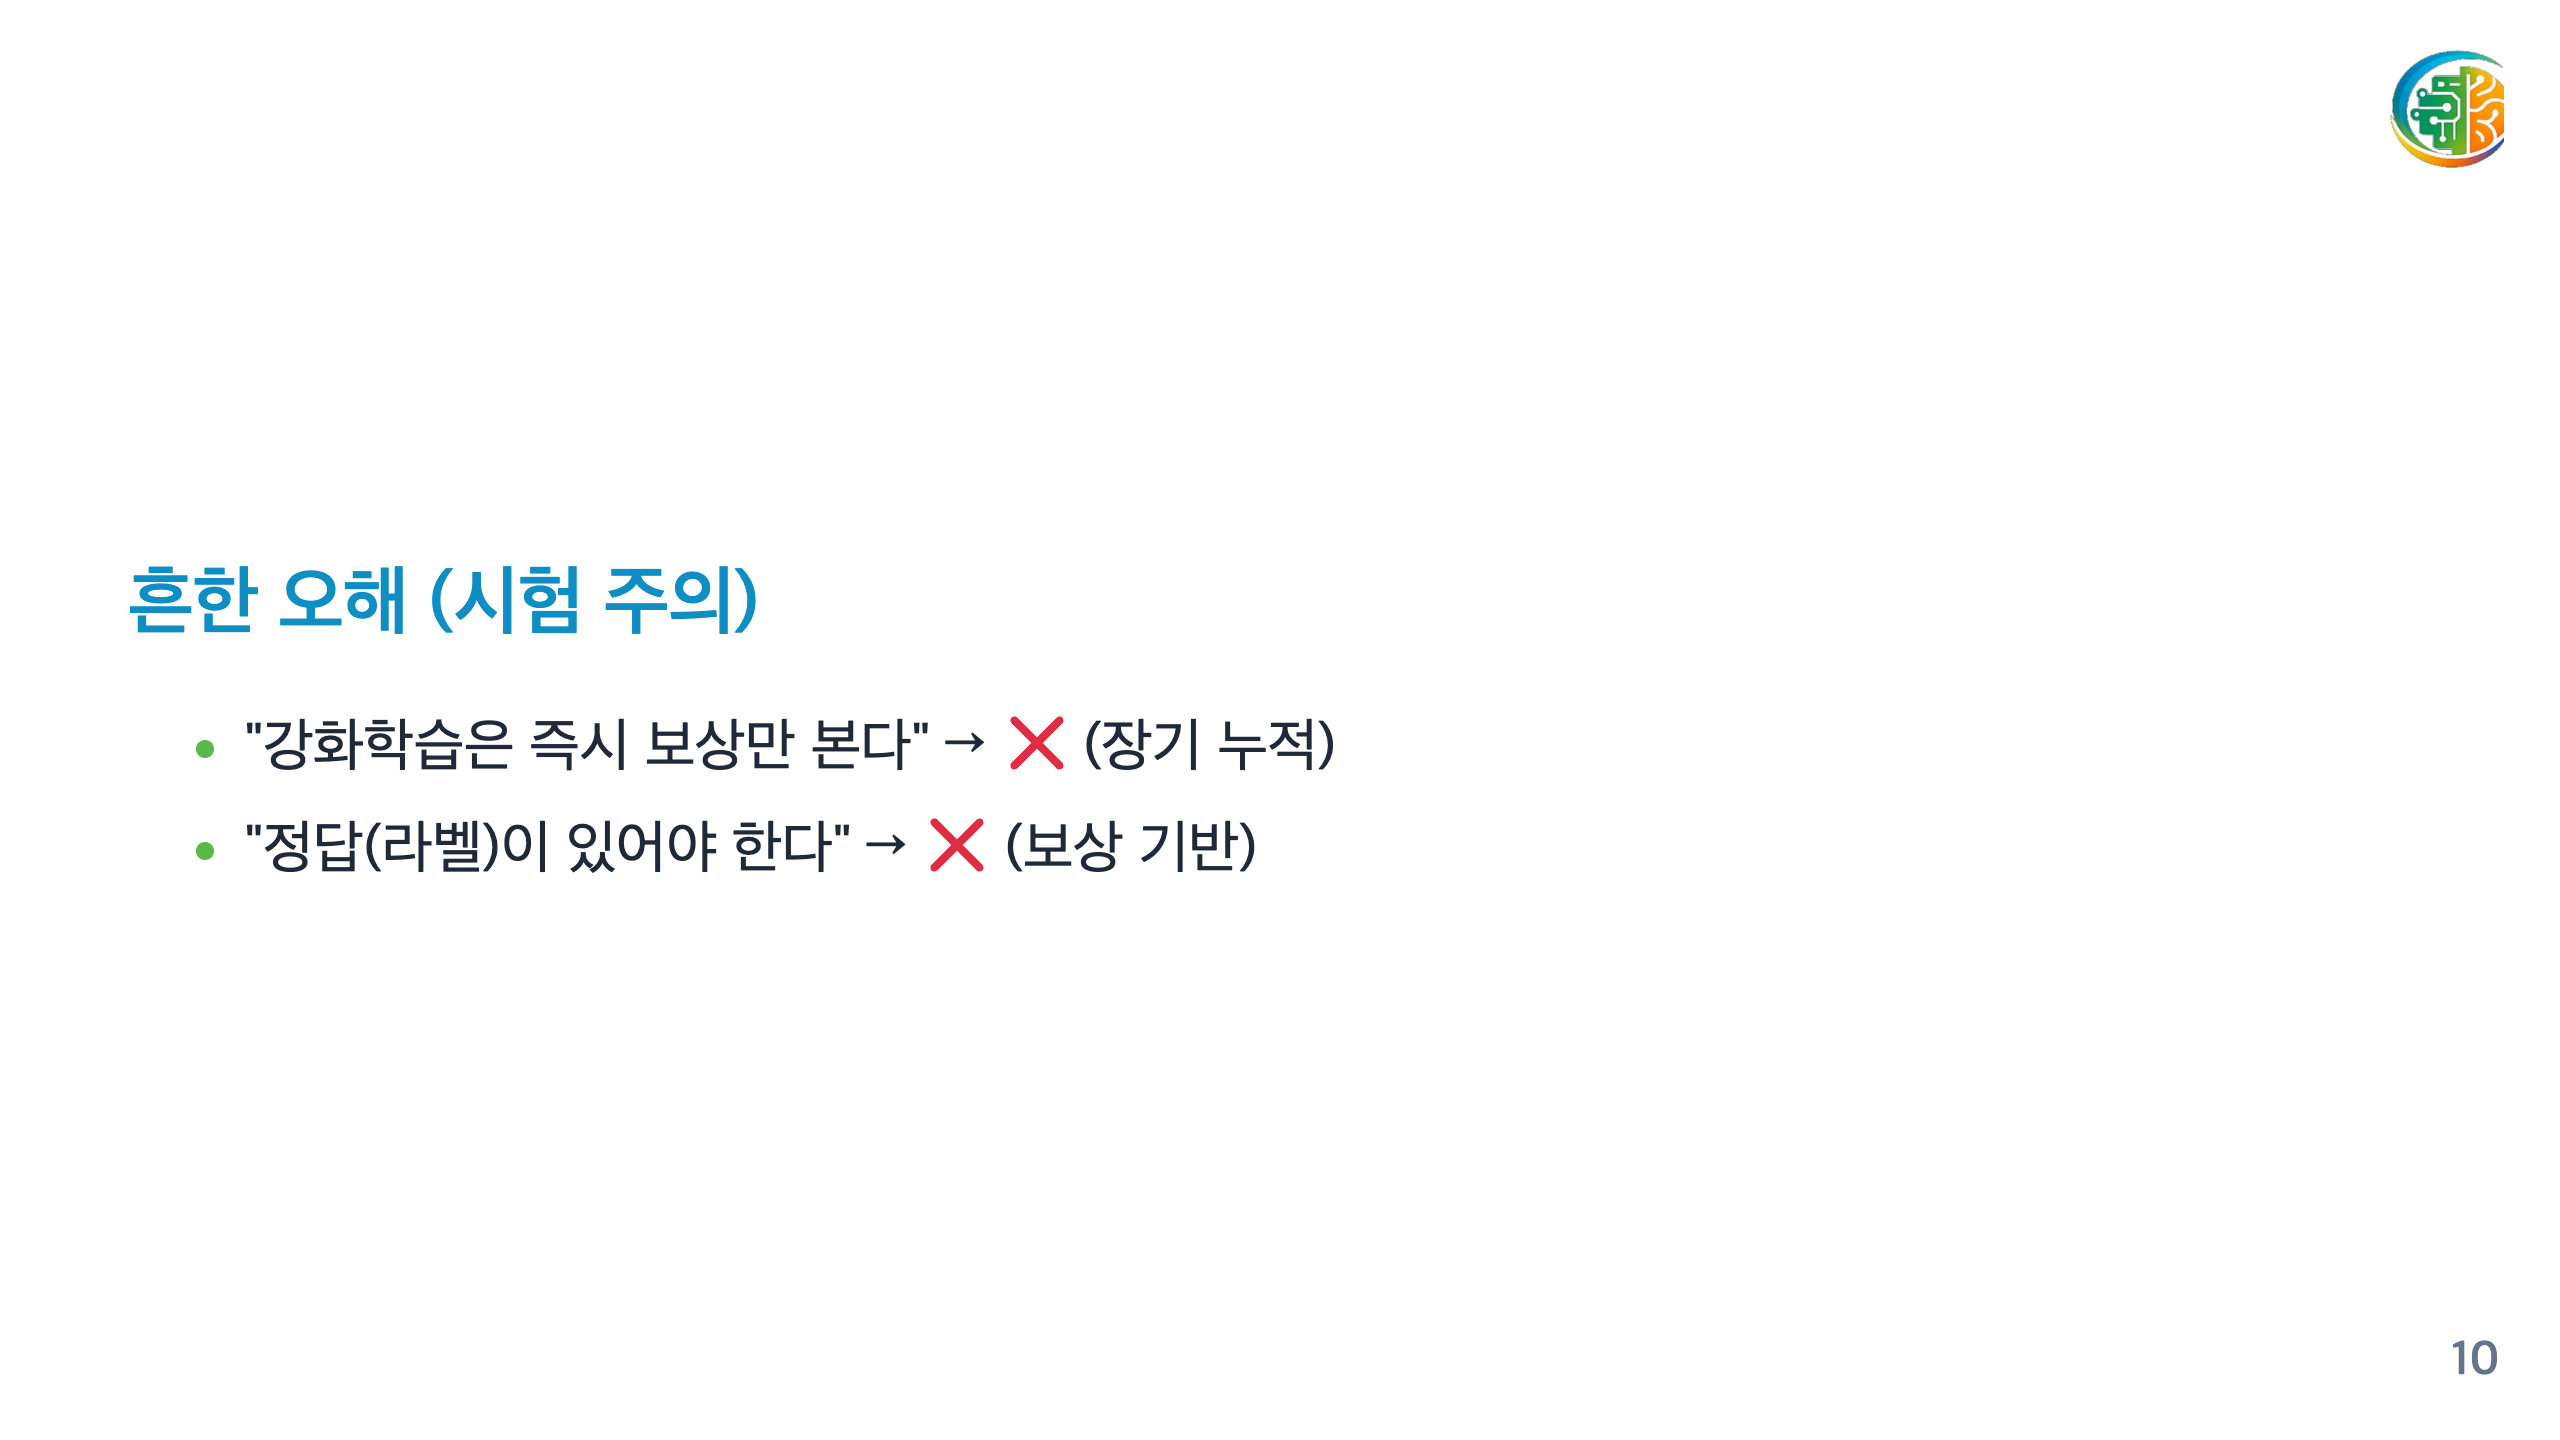 흔한 오해 (시험 주의)
• "강화학습은 즉시 보상만 본다" → ❌ (장기 누적)
• "정답(라벨)이 있어야 한다" → ❌ (보상 기반)
10